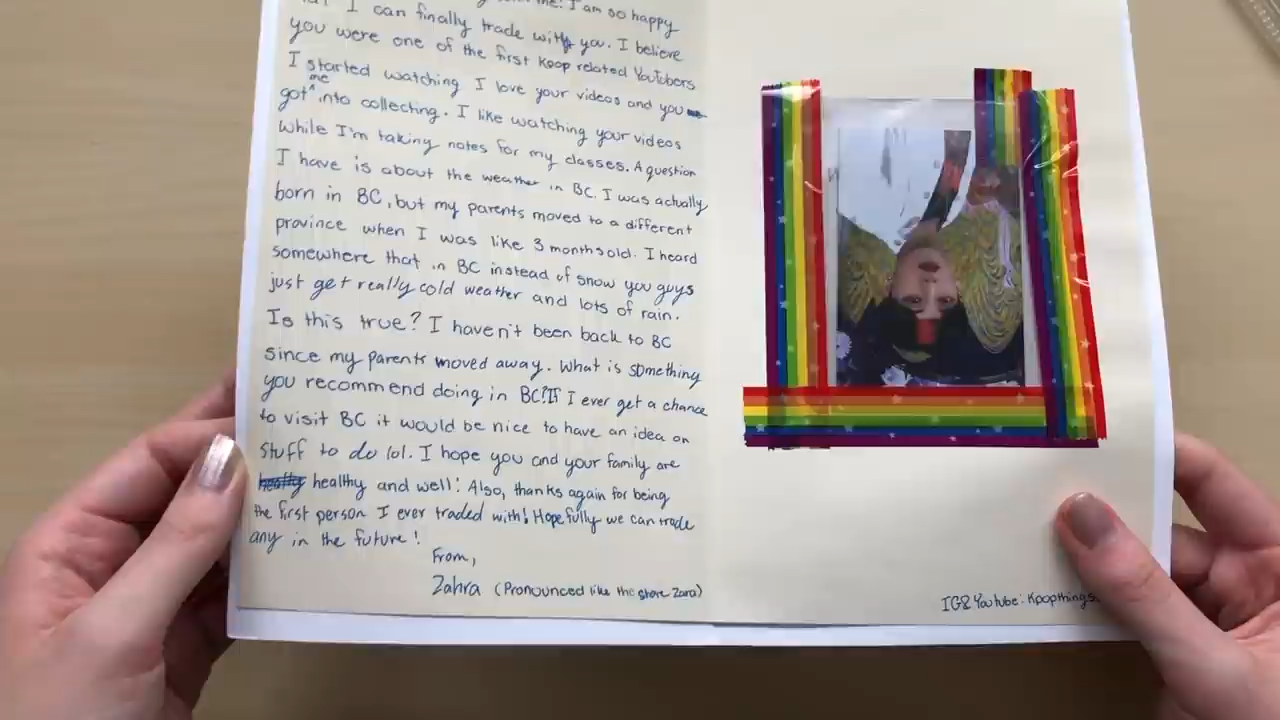 me! I am so happy
I can finally trade with you. I believe
you were one of the first Kpop related YouTubers
I started watching I love your videos and you
got me into collecting. I like watching your videos
while I'm taking notes for my classes. A question
I have is about the weather in BC. I was actually
born in BC, but my parents moved to a different
province when I was like 3 months old. I heard
somewhere that in BC instead of snow you guys
just get really cold weather and lots of rain.
Is this true? I haven't been back to BC
since my parents moved away. What is something
you recommend doing in BC? If I ever get a chance
to visit BC it would be nice to have an idea on
stuff to do lol. I hope you and your family are
healthy and well! Also, thanks again for being
the first person I ever traded with! Hopefully we can trade
any in the future!
From,
Zahra (Pronounced like the store Zara)
IG & Youtube: Kpopthings